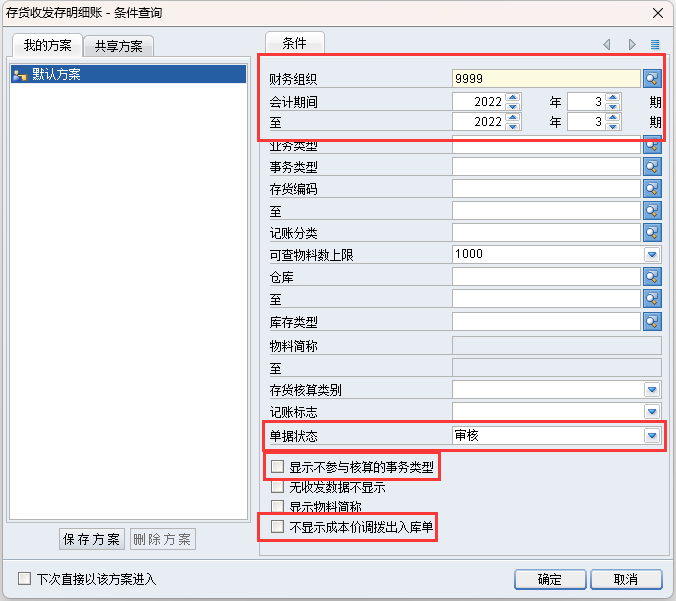 存货收发存明细账 - 条件查询
我的方案 共享方案
默认方案
条件
财务组织 9999
会计期间 2022 年 3 期
至 2022 年 3 期
业务类型
事务类型
存货编码
至
记账分类
可查物料数上限 1000
仓库
至
库存类型
物料简称
至
存货核算类别
记账标志
单据状态 审核
显示不参与核算的事务类型
无收发数据不显示
显示物料简称
不显示成本价调拨出入库单
保存方案 删除方案
下次直接以该方案进入
确定 取消